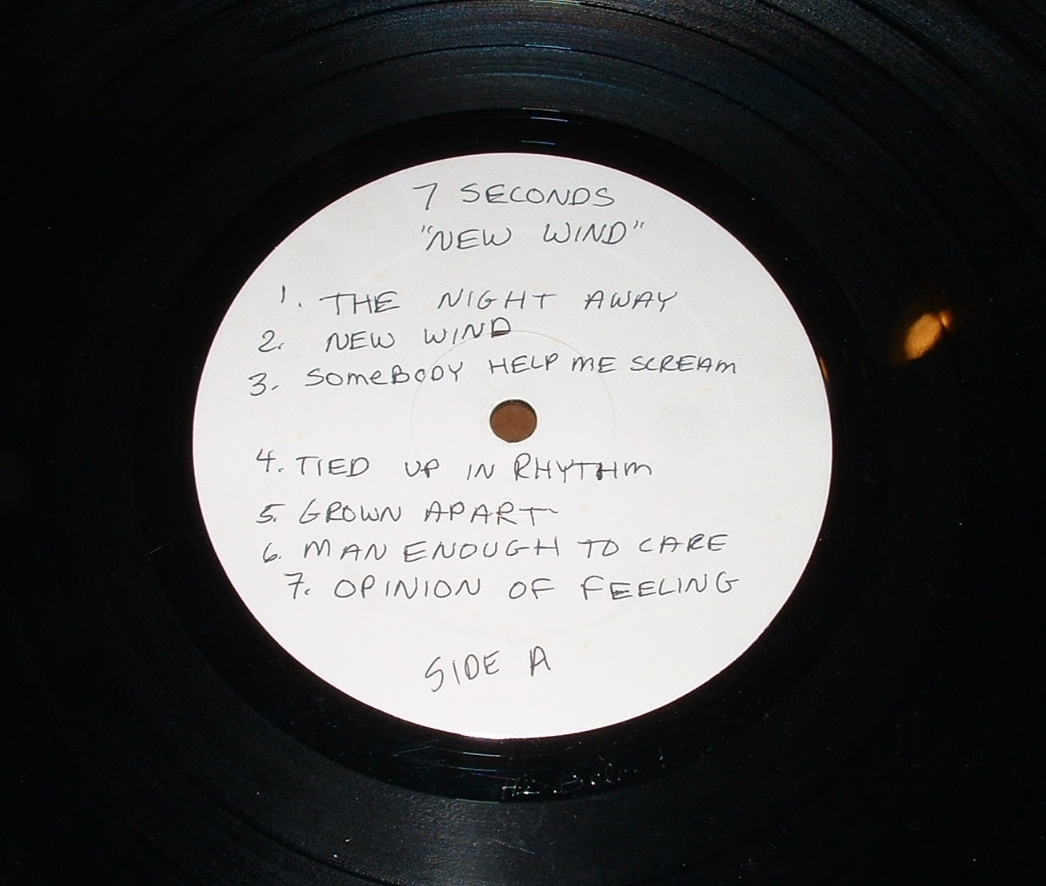 7 SECONDS
"NEW WIND"
1. THE NIGHT AWAY
2. NEW WIND
3. SOMEBODY HELP ME SCREAM
4. TIED UP IN RHYTHM
5. GROWN APART
6. MAN ENOUGH TO CARE
7. OPINION OF FEELING
SIDE A